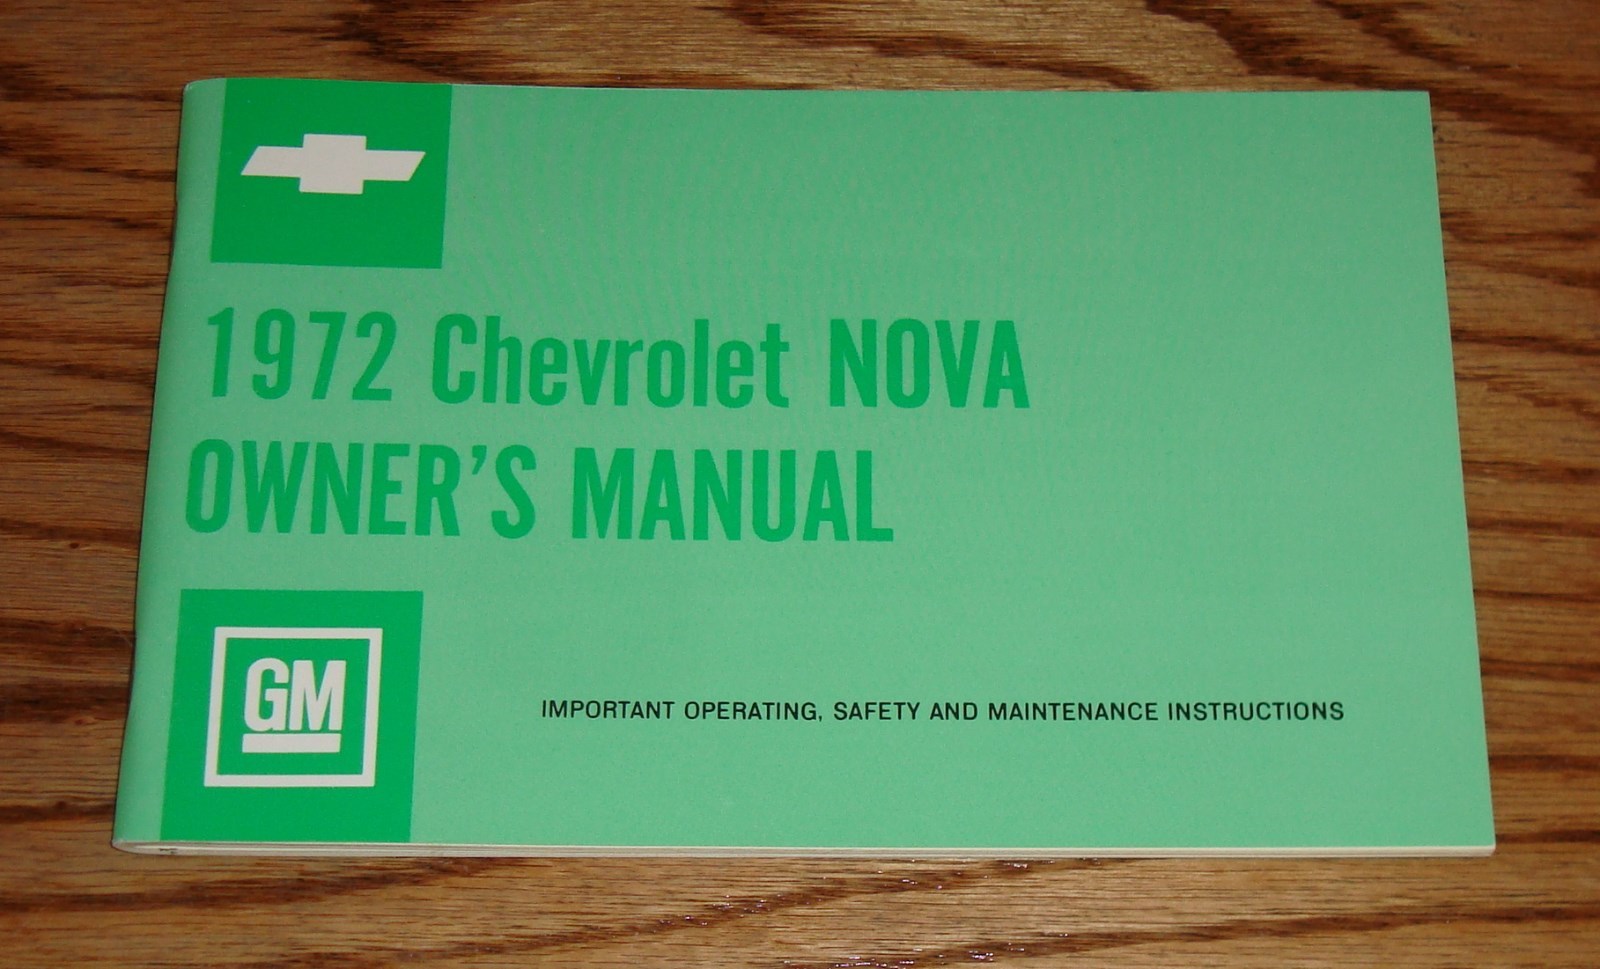 1972 Chevrolet NOVA
OWNER'S MANUAL
GM
IMPORTANT OPERATING, SAFETY AND MAINTENANCE INSTRUCTIONS